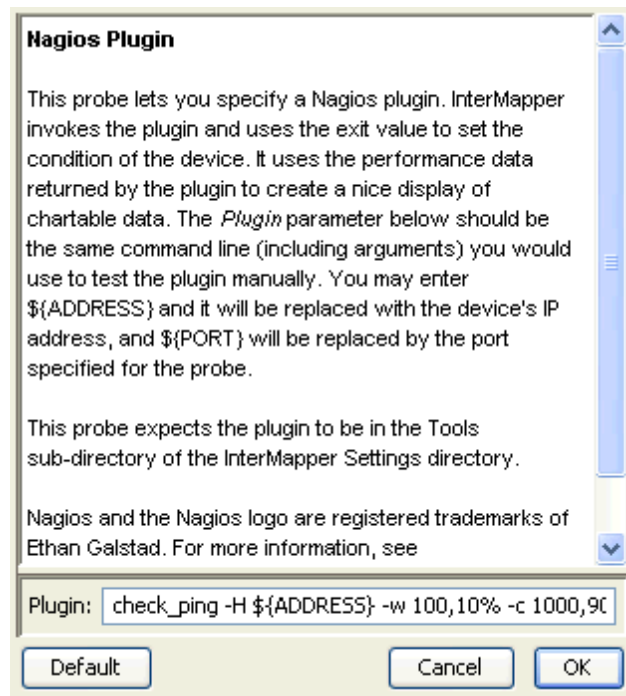 Nagios Plugin
This probe lets you specify a Nagios plugin. InterMapper
invokes the plugin and uses the exit value to set the
condition of the device. It uses the performance data
returned by the plugin to create a nice display of
chartable data. The Plugin parameter below should be
the same command line (including arguments) you would
use to test the plugin manually. You may enter
${ADDRESS} and it will be replaced with the device's IP
address, and ${PORT} will be replaced by the port
specified for the probe.
This probe expects the plugin to be in the Tools
sub-directory of the InterMapper Settings directory.
Nagios and the Nagios logo are registered trademarks of
Ethan Galstad. For more information, see
Plugin: check_ping -H ${ADDRESS} -w 100,10% -c 1000,90
Default Cancel OK